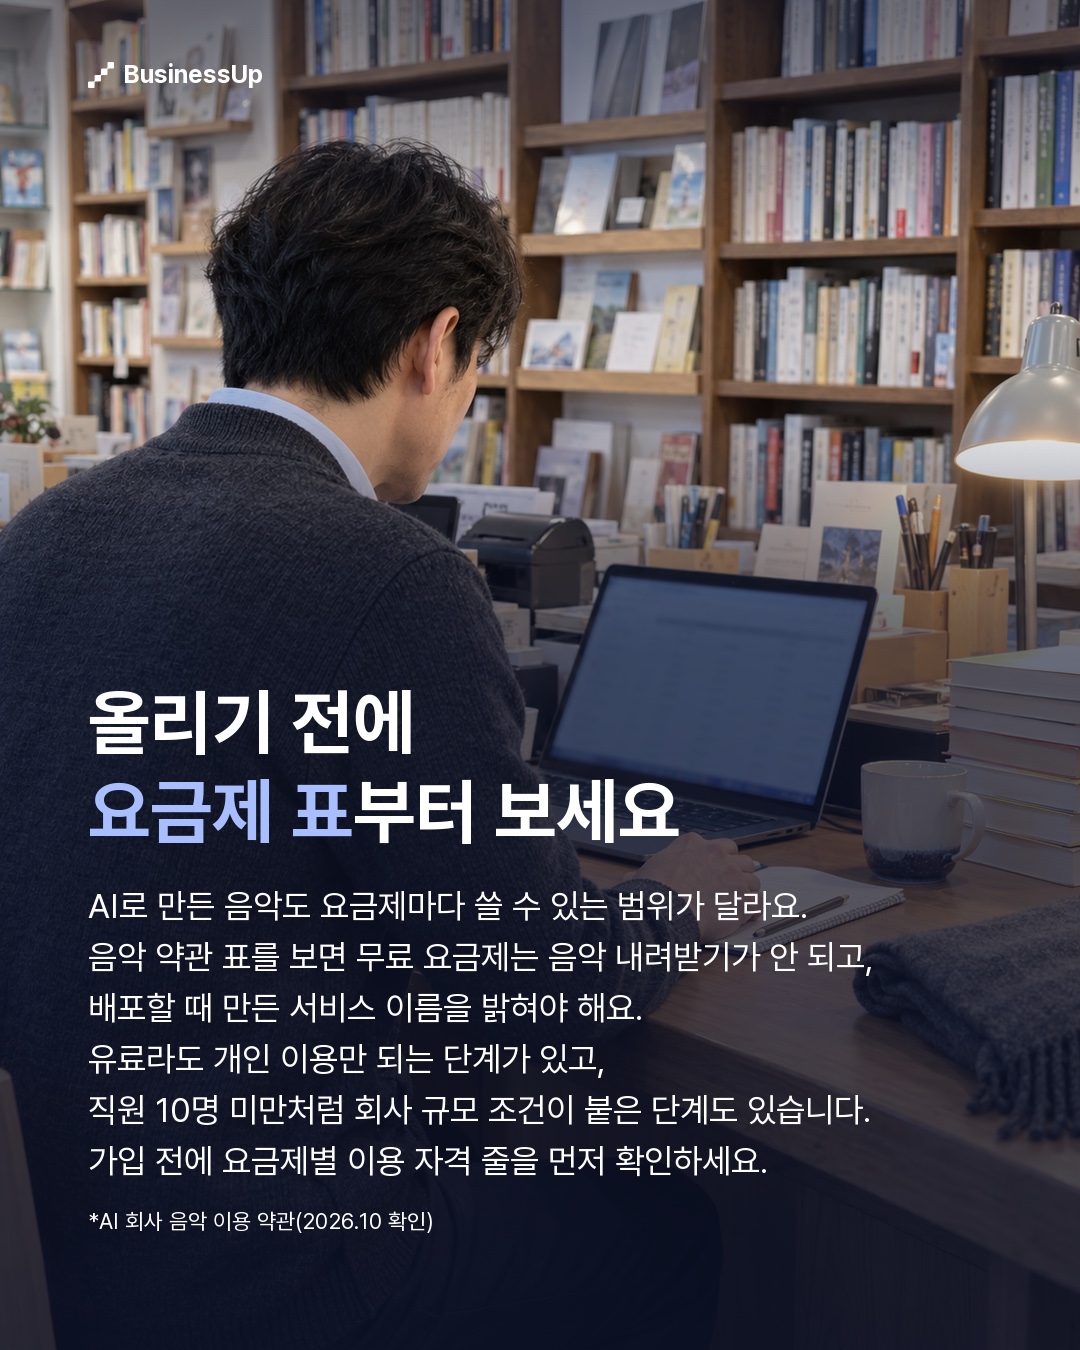 BusinessUp
올리기 전에
요금제 표부터 보세요
AI로 만든 음악도 요금제마다 쓸 수 있는 범위가 달라요.
음악 약관 표를 보면 무료 요금제는 음악 내려받기가 안 되고,
배포할 때 만든 서비스 이름을 밝혀야 해요.
유료라도 개인 이용만 되는 단계가 있고,
직원 10명 미만처럼 회사 규모 조건이 붙은 단계도 있습니다.
가입 전에 요금제별 이용 자격 줄을 먼저 확인하세요.
*AI 회사 음악 이용 약관(2026.10 확인)